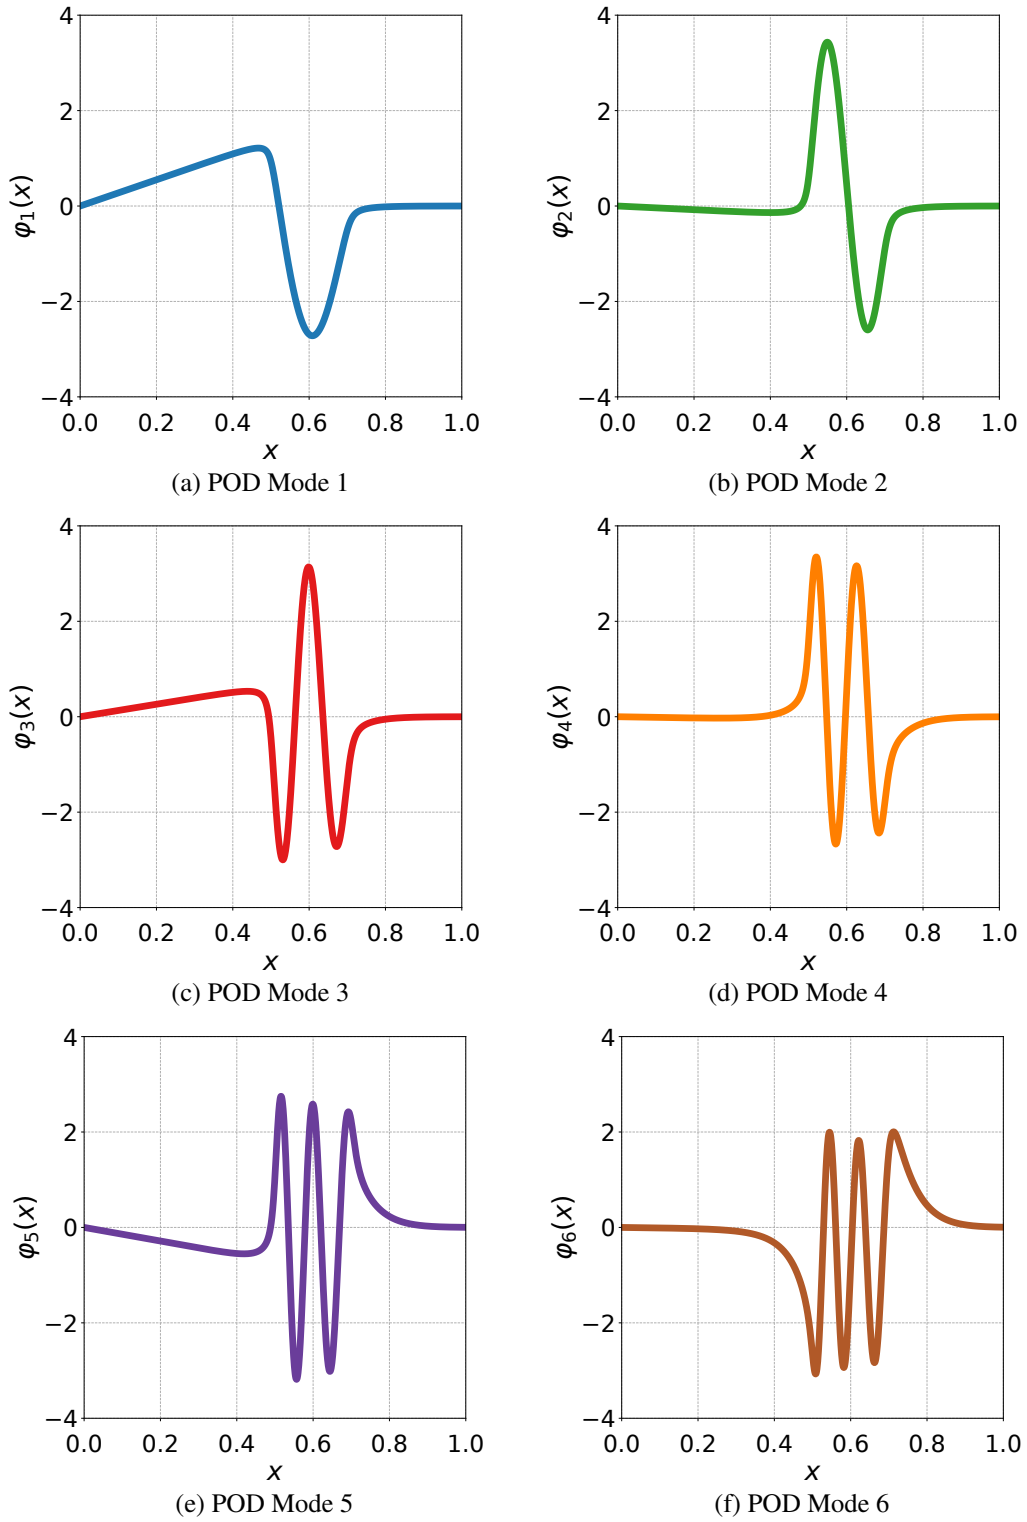 4
2
0
−2
−4
φ1(x)
0.0 0.2 0.4 0.6 0.8 1.0
x
(a) POD Mode 1
4
2
0
−2
−4
φ2(x)
0.0 0.2 0.4 0.6 0.8 1.0
x
(b) POD Mode 2
4
2
0
−2
−4
φ3(x)
0.0 0.2 0.4 0.6 0.8 1.0
x
(c) POD Mode 3
4
2
0
−2
−4
φ4(x)
0.0 0.2 0.4 0.6 0.8 1.0
x
(d) POD Mode 4
4
2
0
−2
−4
φ5(x)
0.0 0.2 0.4 0.6 0.8 1.0
x
(e) POD Mode 5
4
2
0
−2
−4
φ6(x)
0.0 0.2 0.4 0.6 0.8 1.0
x
(f) POD Mode 6